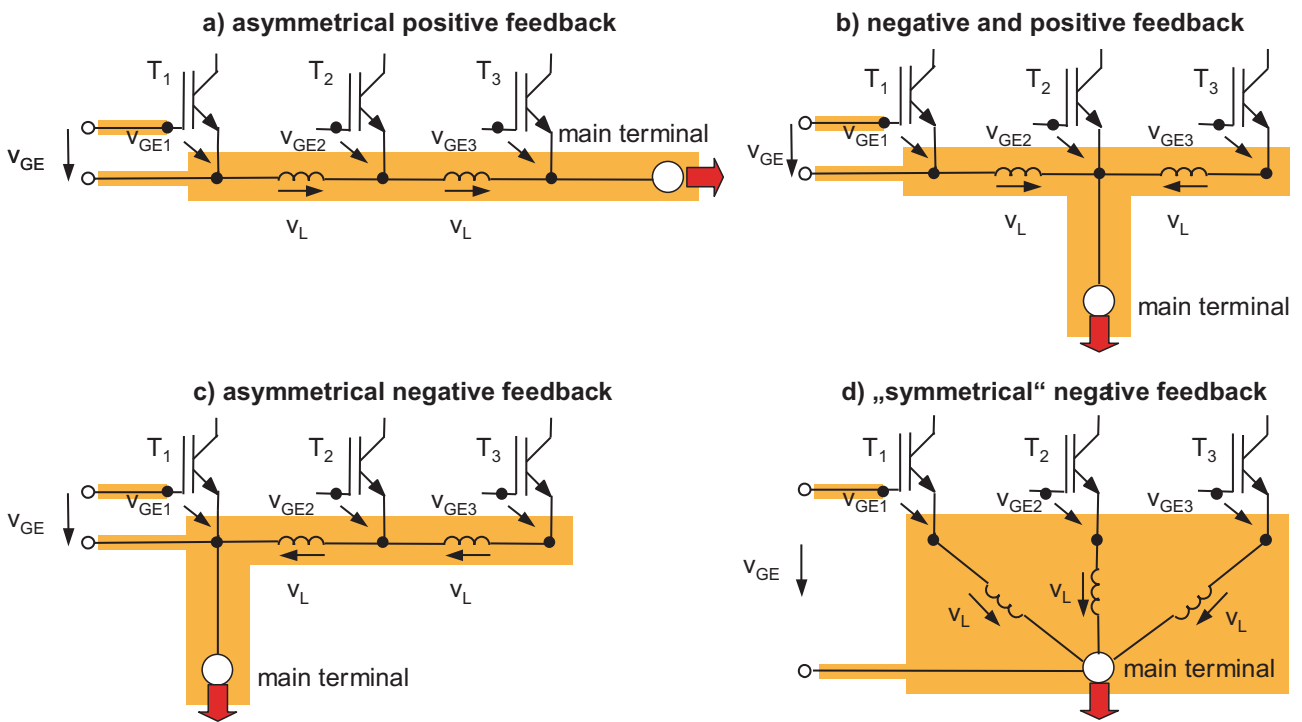 a) asymmetrical positive feedback
T1 T2 T3
vGE1 vGE2 vGE3 main terminal
vGE
vL vL
b) negative and positive feedback
T1 T2 T3
vGE1 vGE2 vGE3
vGE
vL vL
main terminal
c) asymmetrical negative feedback
T1 T2 T3
vGE1 vGE2 vGE3
vGE
vL vL
main terminal
d) „symmetrical“ negative feedback
T1 T2 T3
vGE1 vGE2 vGE3
vGE
vL vL vL
main terminal